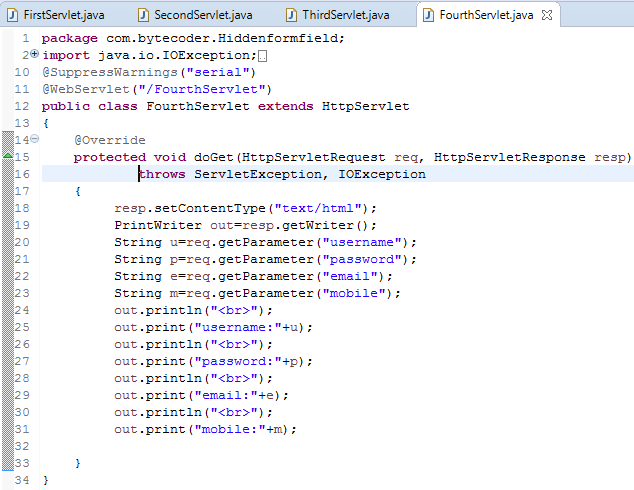 FirstServlet.java SecondServlet.java ThirdServlet.java FourthServlet.java
1 package com.bytecoder.Hiddenformfield;
2 import java.io.IOException;
10 @SuppressWarnings("serial")
11 @WebServlet("/FourthServlet")
12 public class FourthServlet extends HttpServlet
13 {
14 @Override
15 protected void doGet(HttpServletRequest req, HttpServletResponse resp)
16 throws ServletException, IOException
17 {
18 resp.setContentType("text/html");
19 PrintWriter out=resp.getWriter();
20 String u=req.getParameter("username");
21 String p=req.getParameter("password");
22 String e=req.getParameter("email");
23 String m=req.getParameter("mobile");
24 out.println("<br>");
25 out.print("username:"+u);
26 out.println("<br>");
27 out.print("password:"+p);
28 out.println("<br>");
29 out.print("email:"+e);
30 out.println("<br>");
31 out.print("mobile:"+m);
32
33 }
34 }